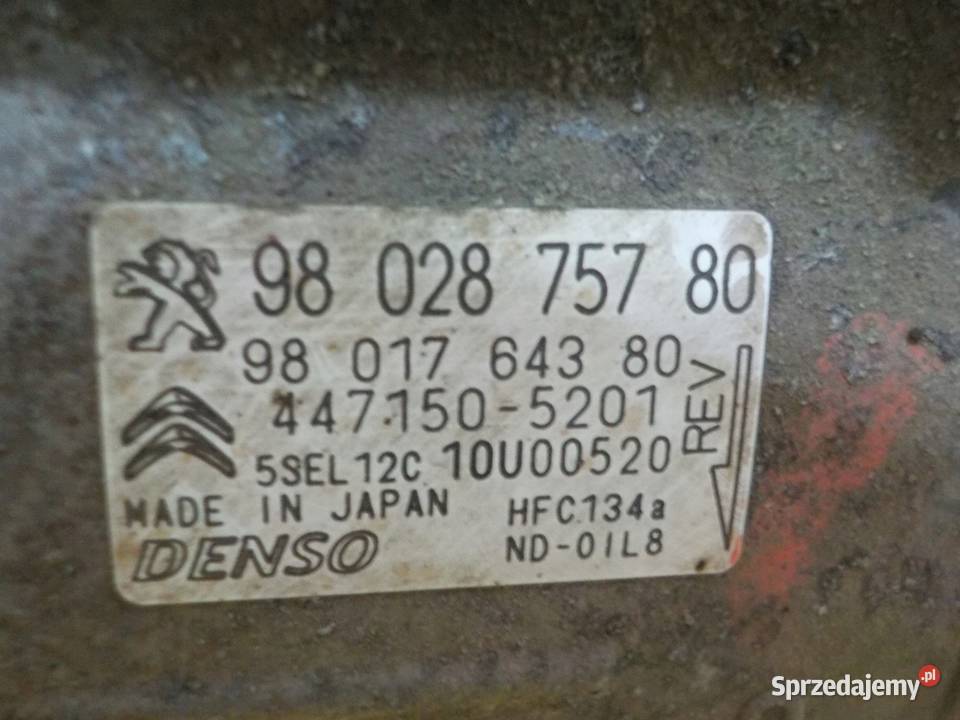 98 028 757 80
98 017 643 80
447150-5201
5SEL12C 10U00520
REV
MADE IN JAPAN HFC134a
DENSO ND-OIL8
Sprzedajemy.pl